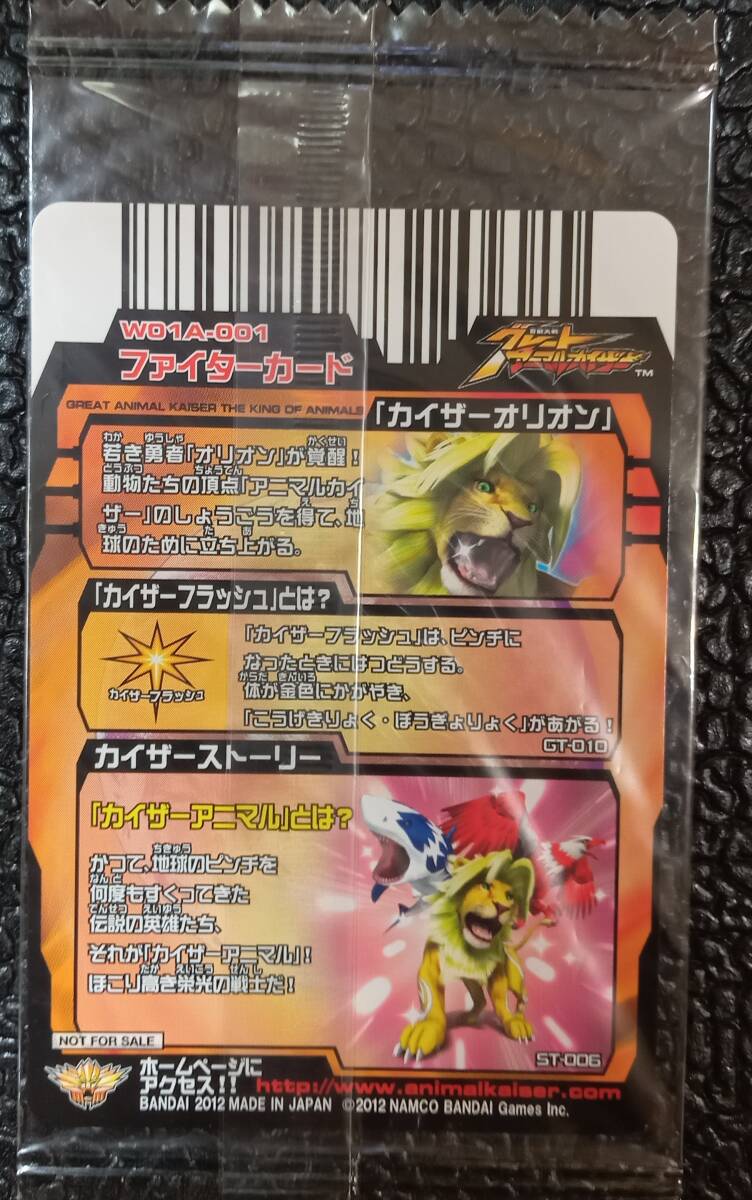 W01A-001
ファイターカード
百獣大戦
グレート
アニマルカイザー
TM
GREAT ANIMAL KAISER THE KING OF ANIMALS
「カイザーオリオン」
若き勇者「オリオン」が覚醒！
動物たちの頂点「アニマルカイ
ザー」のしょうごうを得て、地
球のために立ち上がる。
「カイザーフラッシュ」とは？
カイザーフラッシュ
「カイザーフラッシュ」は、ピンチに
なったときにはつどうする。
体が金色にかがやき、
「こうげきりょく・ぼうぎょりょく」があがる！
GT-010
カイザーストーリー
「カイザーアニマル」とは？
かつて、地球のピンチを
何度もすくってきた
伝説の英雄たち、
それが「カイザーアニマル」！
ほこり高き栄光の戦士だ！
ST-006
NOT FOR SALE
ホームページに
アクセス!! http://www.animalkaiser.com
BANDAI 2012 MADE IN JAPAN ©2012 NAMCO BANDAI Games Inc.